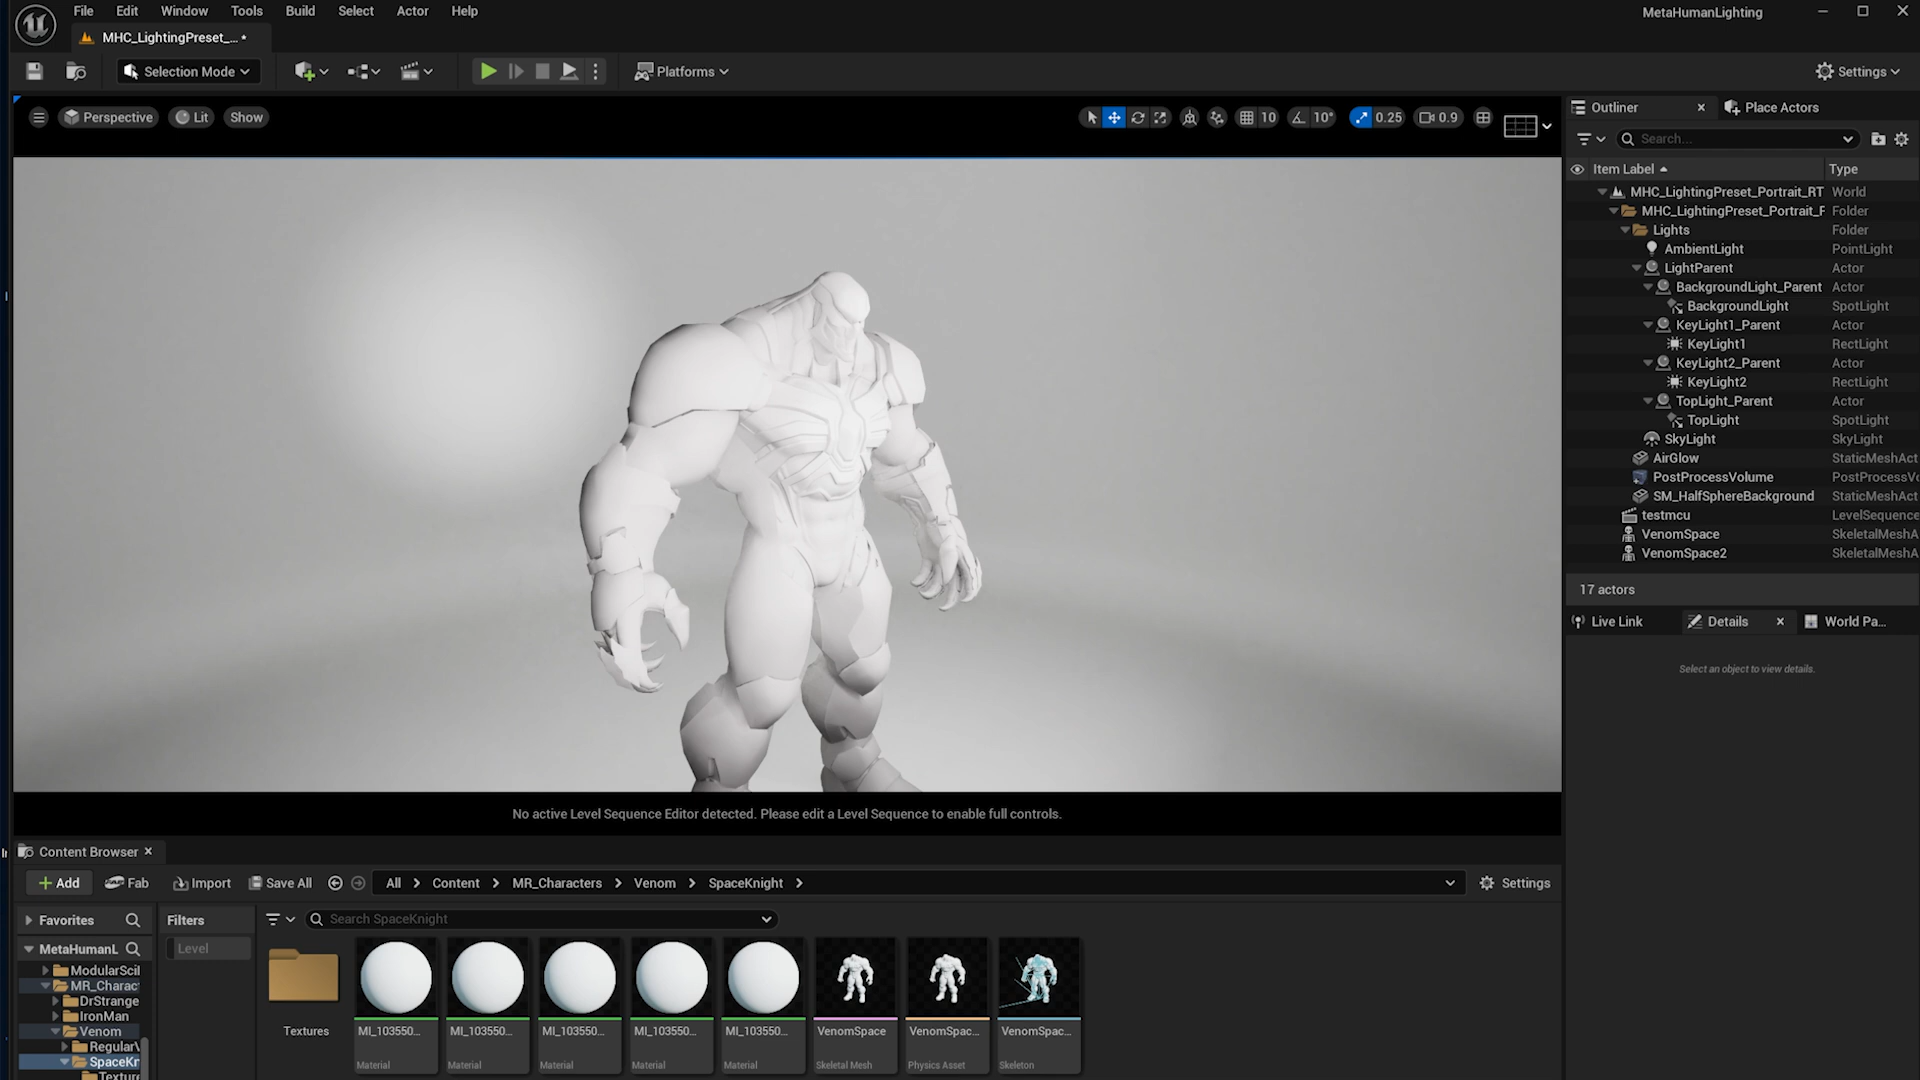 File Edit Window Tools Build Select Actor Help
MetaHumanLighting
MHC_LightingPreset_... •
Selection Mode
Platforms
Settings
Perspective Lit Show
10 10° 0.25 0.9
Outliner
Place Actors
Search...
Item Label Type
MHC_LightingPreset_Portrait_RT World
MHC_LightingPreset_Portrait_F Folder
Lights Folder
AmbientLight PointLight
LightParent Actor
BackgroundLight_Parent Actor
BackgroundLight SpotLight
KeyLight1_Parent Actor
KeyLight1 RectLight
KeyLight2_Parent Actor
KeyLight2 RectLight
TopLight_Parent Actor
TopLight SpotLight
SkyLight SkyLight
AirGlow StaticMeshAct
PostProcessVolume PostProcessVo
SM_HalfSphereBackground StaticMeshAct
testmcu LevelSequence
VenomSpace SkeletalMeshA
VenomSpace2 SkeletalMeshA
17 actors
Live Link Details World Pa...
Select an object to view details.
No active Level Sequence Editor detected. Please edit a Level Sequence to enable full controls.
Content Browser
Add Fab Import Save All All Content MR_Characters Venom SpaceKnight Settings
Favorites Filters Search SpaceKnight
MetaHumanL
Level
ModularScil
MR_Charact
DrStrange
IronMan
Venom
RegularV
SpaceKn
Texture
Textures
MI_103550... Material
MI_103550... Material
MI_103550... Material
MI_103550... Material
MI_103550... Material
VenomSpace Skeletal Mesh
VenomSpac... Physics Asset
VenomSpac... Skeleton